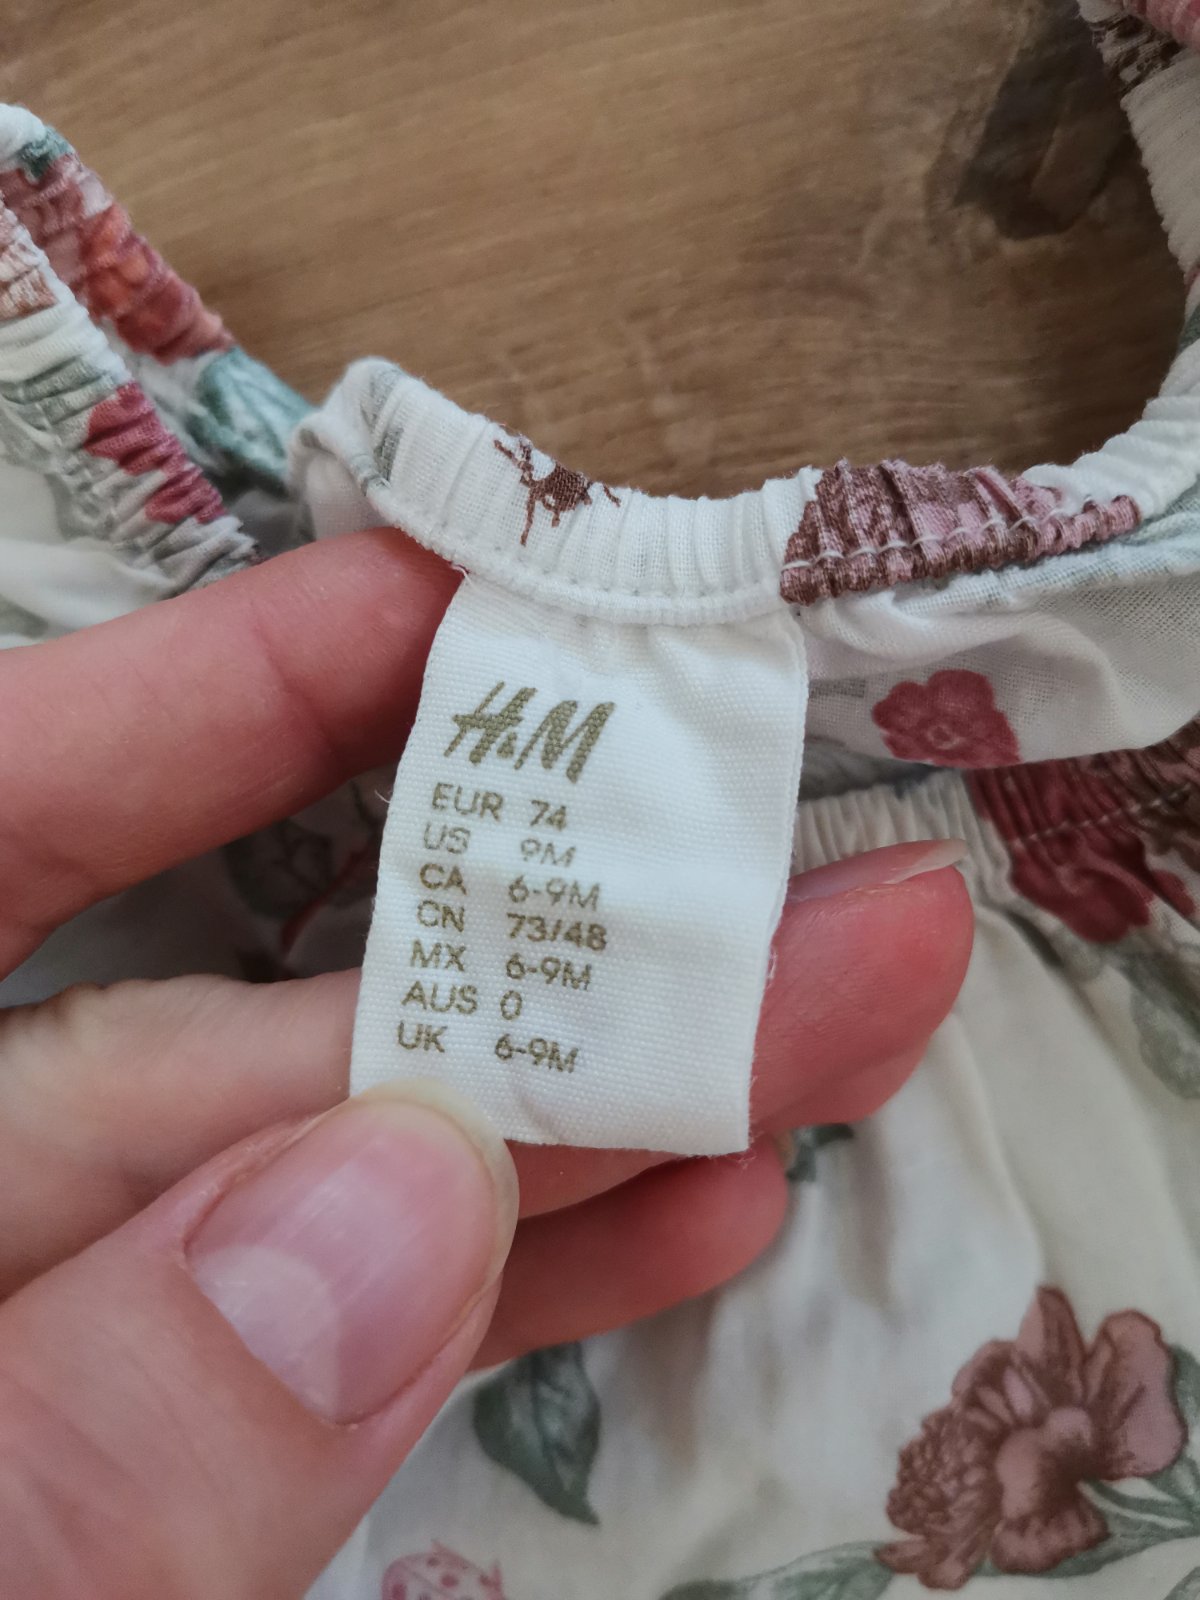 H&M
EUR 74
US 9M
CA 6-9M
CN 73/48
MX 6-9M
AUS 0
UK 6-9M